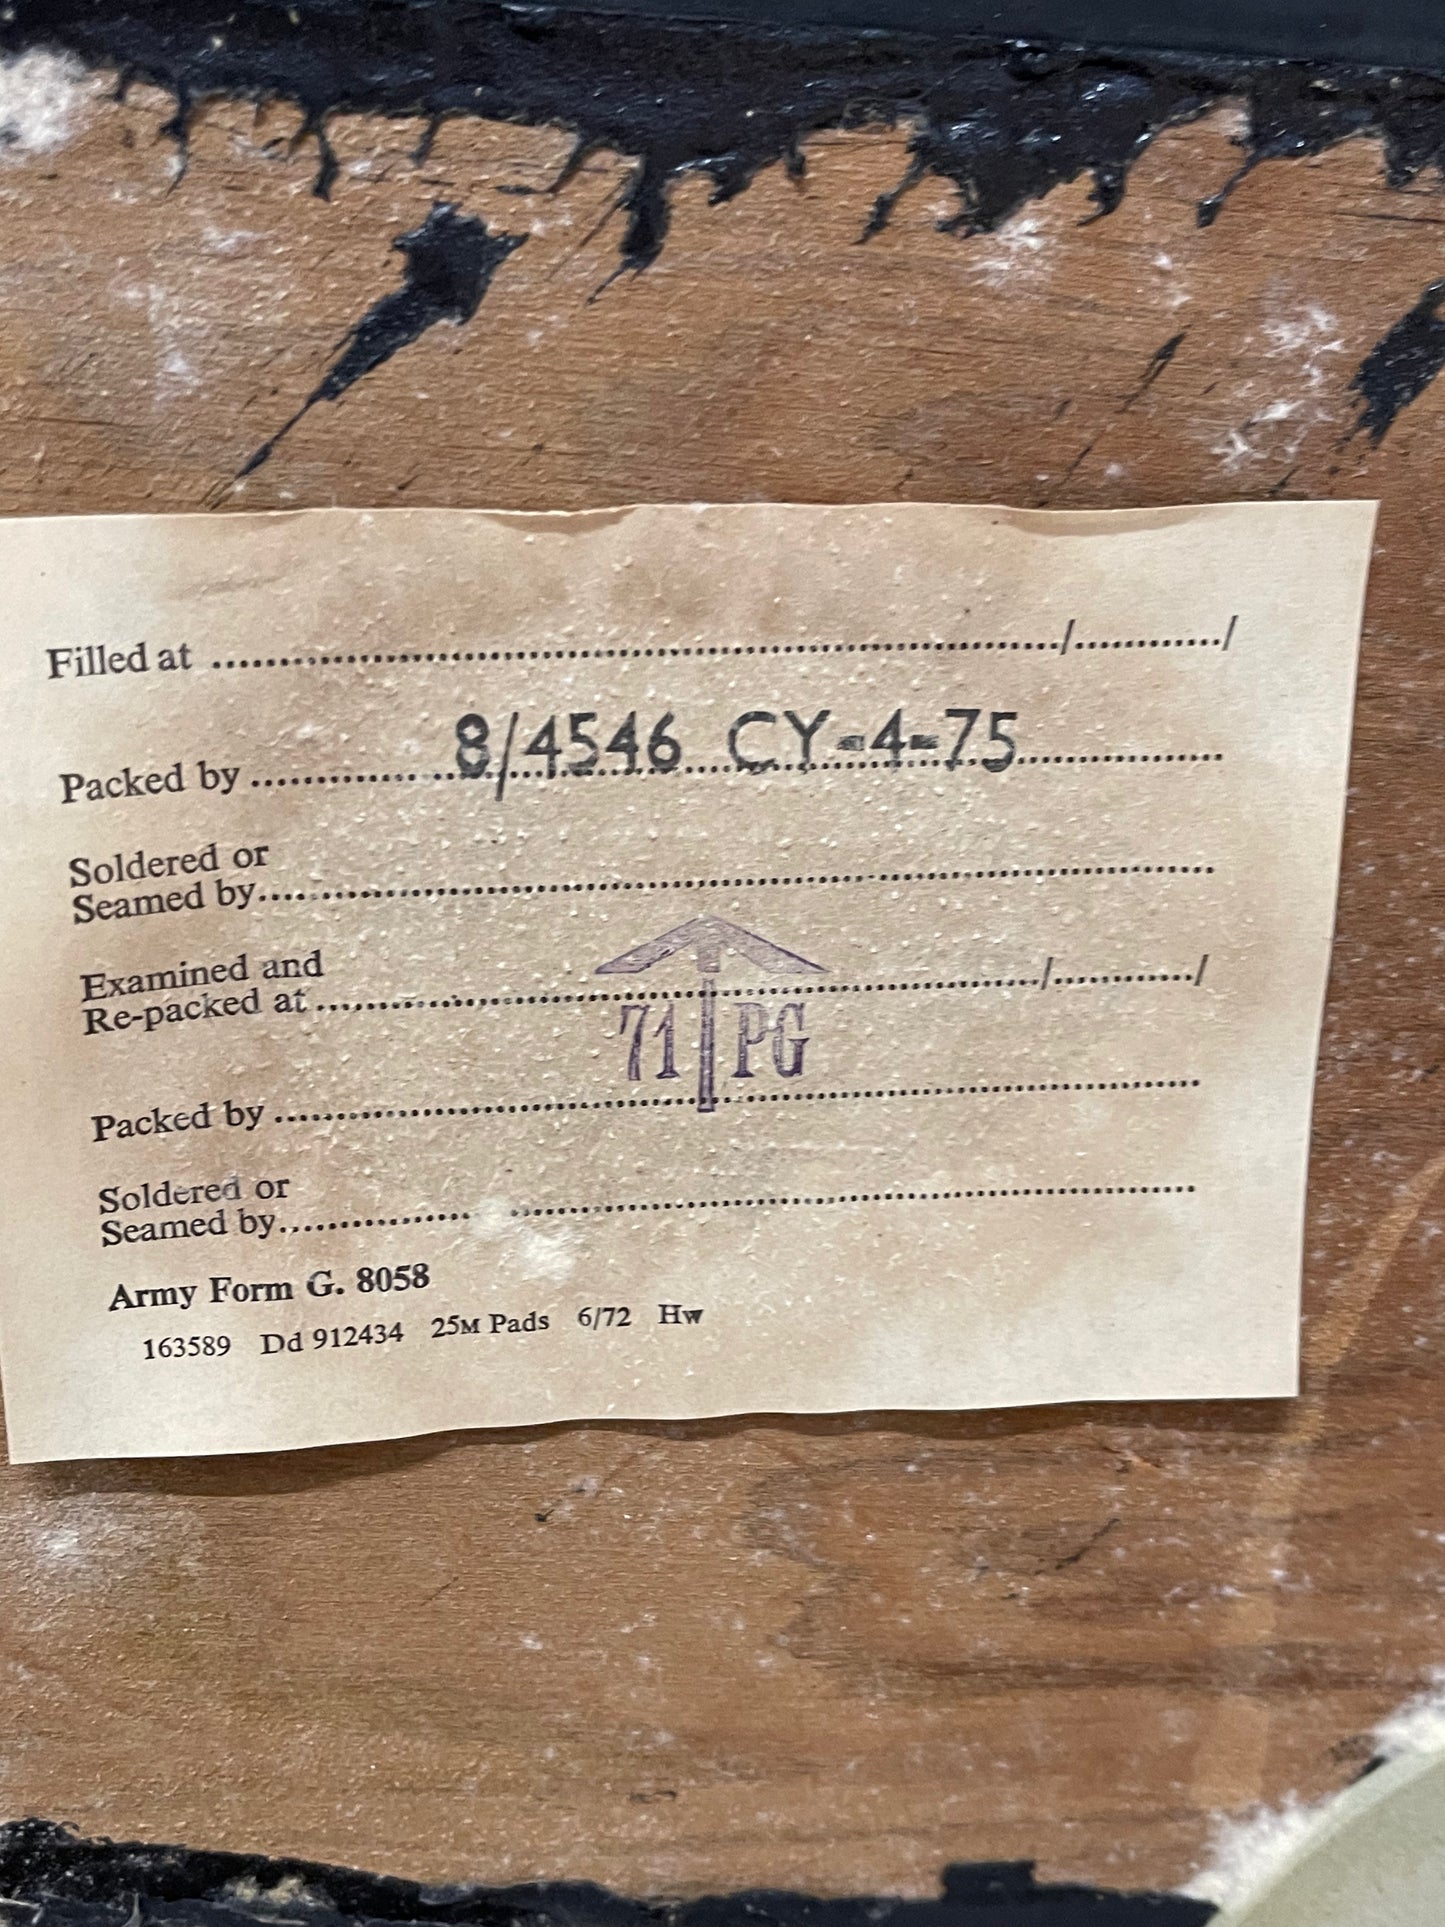 Filled at ............................................................/............/
Packed by .......... 8/4546 CY-4-75 ..........
Soldered or
Seamed by............................................................
Examined and
Re-packed at ............................................................/............/
71 PG
Packed by ............................................................
Soldered or
Seamed by............................................................
Army Form G. 8058
163589 Dd 912434 25M Pads 6/72 Hw